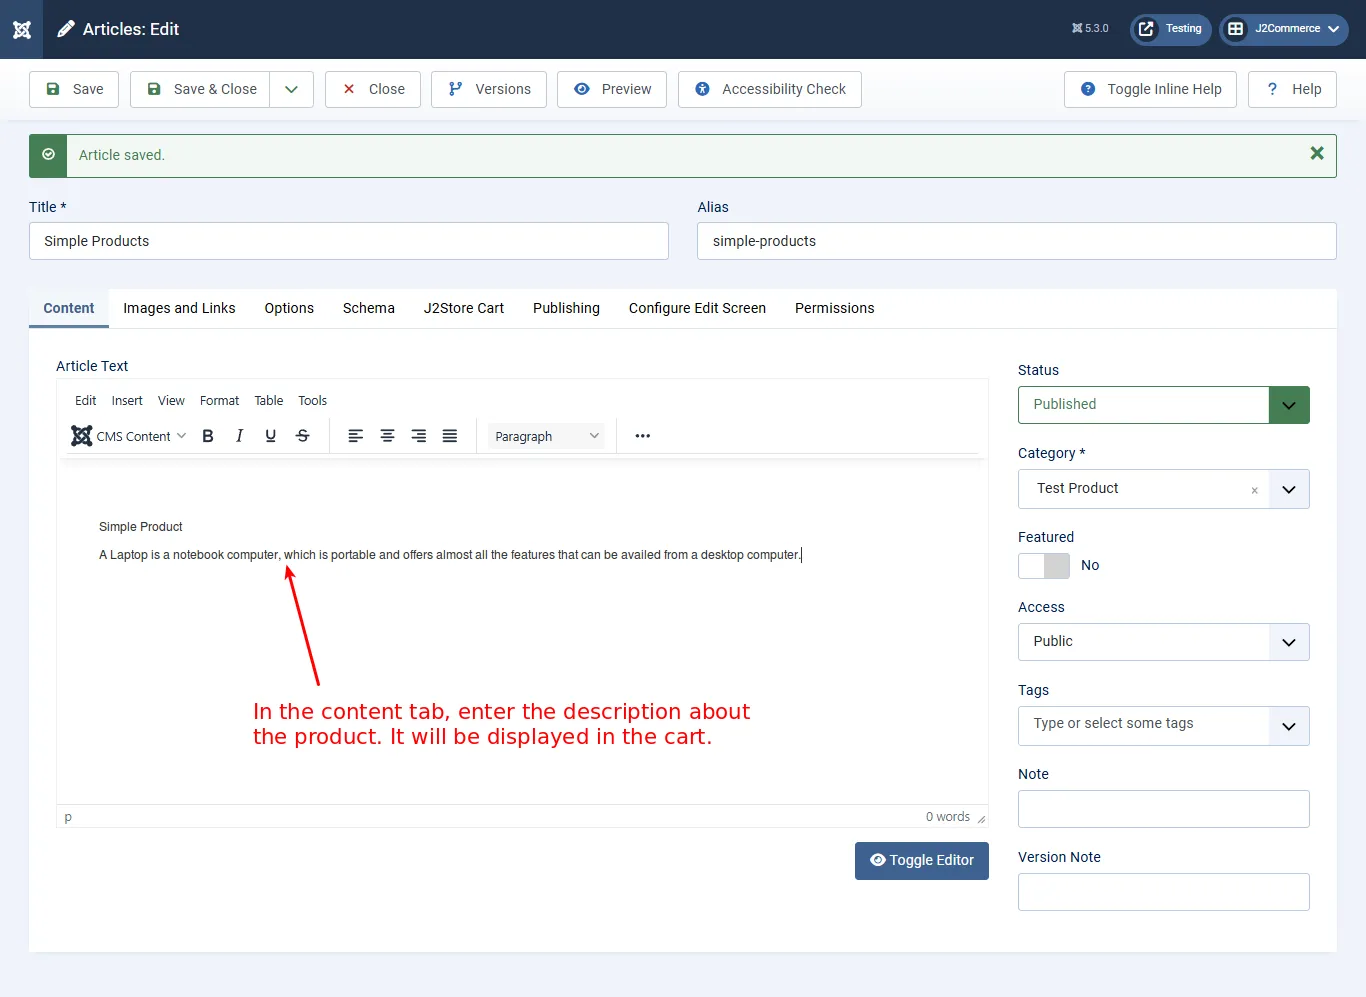 Articles: Edit
5.3.0
Testing
J2Commerce
Save
Save & Close
Close
Versions
Preview
Accessibility Check
? Toggle Inline Help
? Help
Article saved.
Title *
Alias
Simple Products
simple-products
Content
Images and Links
Options
Schema
J2Store Cart
Publishing
Configure Edit Screen
Permissions
Article Text
Edit
Insert
View
Format
Table
Tools
CMS Content
B
I
U
S
Paragraph
Simple Product
A Laptop is a notebook computer, which is portable and offers almost all the features that can be availed from a desktop computer.
In the content tab, enter the description about
the product. It will be displayed in the cart.
p
0 words
Toggle Editor
Status
Published
Category *
Test Product
×
Featured
No
Access
Public
Tags
Type or select some tags
Note
Version Note